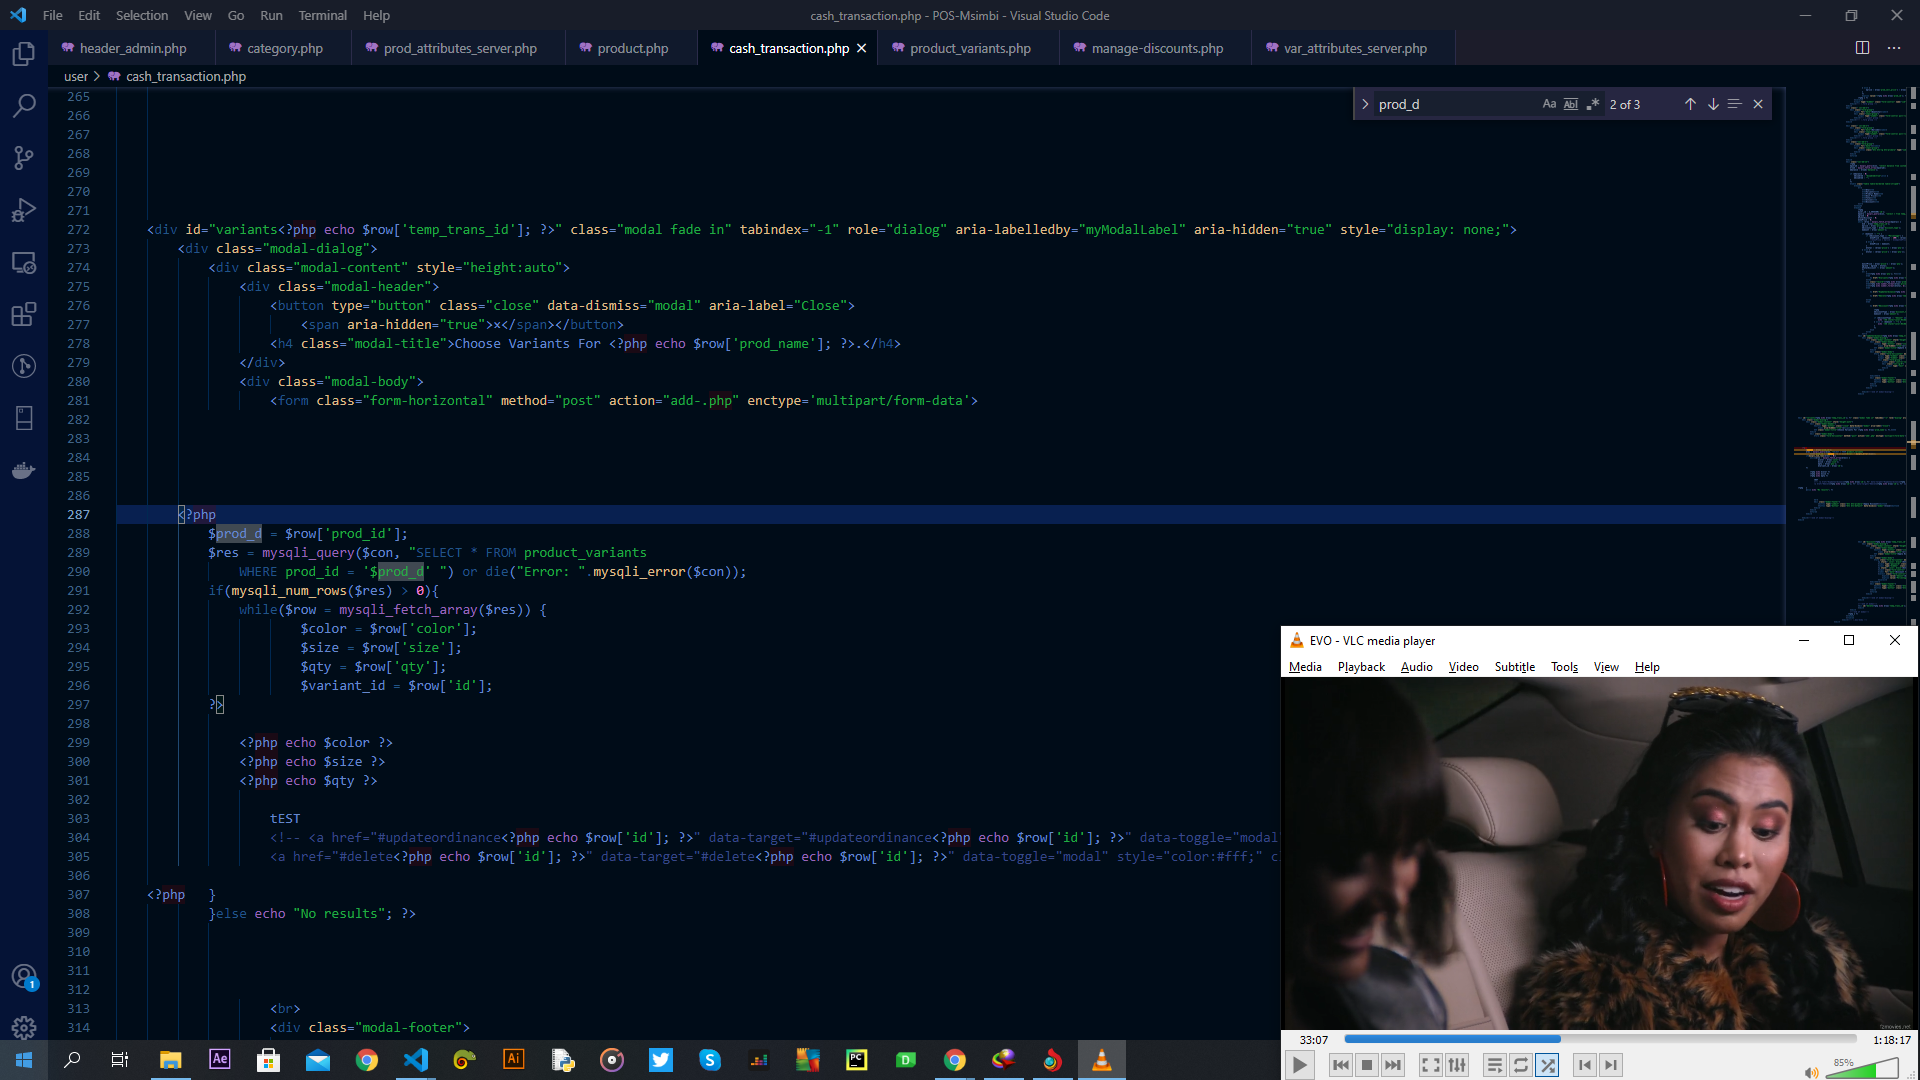 File Edit Selection View Go Run Terminal Help
cash_transaction.php - POS-Msimbi - Visual Studio Code
header_admin.php
category.php
prod_attributes_server.php
product.php
cash_transaction.php
product_variants.php
manage-discounts.php
var_attributes_server.php
user > cash_transaction.php
prod_d
Aa Abl .* 2 of 3
265
266
267
268
269
270
271
272 <div id="variants<?php echo $row['temp_trans_id']; ?>" class="modal fade in" tabindex="-1" role="dialog" aria-labelledby="myModalLabel" aria-hidden="true" style="display: none;">
273 <div class="modal-dialog">
274 <div class="modal-content" style="height:auto">
275 <div class="modal-header">
276 <button type="button" class="close" data-dismiss="modal" aria-label="Close">
277 <span aria-hidden="true">×</span></button>
278 <h4 class="modal-title">Choose Variants For <?php echo $row['prod_name']; ?>.</h4>
279 </div>
280 <div class="modal-body">
281 <form class="form-horizontal" method="post" action="add-.php" enctype='multipart/form-data'>
282
283
284
285
286
287 <?php
288 $prod_d = $row['prod_id'];
289 $res = mysqli_query($con, "SELECT * FROM product_variants
290 WHERE prod_id = '$prod_d' ") or die("Error: ".mysqli_error($con));
291 if(mysqli_num_rows($res) > 0){
292 while($row = mysqli_fetch_array($res)) {
293 $color = $row['color'];
294 $size = $row['size'];
295 $qty = $row['qty'];
296 $variant_id = $row['id'];
297 ?>
298
299 <?php echo $color ?>
300 <?php echo $size ?>
301 <?php echo $qty ?>
302
303 tEST
304 <!-- <a href="#updateordinance<?php echo $row['id']; ?>" data-target="#updateordinance<?php echo $row['id']; ?>" data-toggle="modal
305 <a href="#delete<?php echo $row['id']; ?>" data-target="#delete<?php echo $row['id']; ?>" data-toggle="modal" style="color:#fff;" c
306
307 <?php }
308 }else echo "No results"; ?>
309
310
311
312
313 <br>
314 <div class="modal-footer">
1
EVO - VLC media player
Media Playback Audio Video Subtitle Tools View Help
fzmovies.net
33:07
1:18:17
85%
Ae
Ai
PC
D